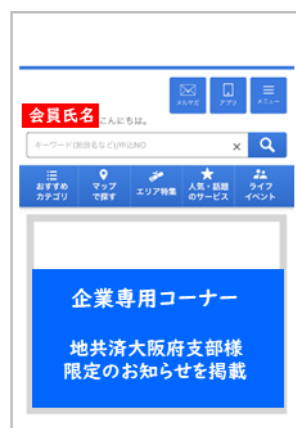 メルマガ
アプリ
メニュー
会員氏名 こんにちは。
キーワード(施設名など)/申込NO ×
おすすめ
カテゴリ
マップ
で探す
エリア特集
人気・話題
のサービス
ライフ
イベント
企業専用コーナー
地共済大阪府支部様
限定のお知らせを掲載